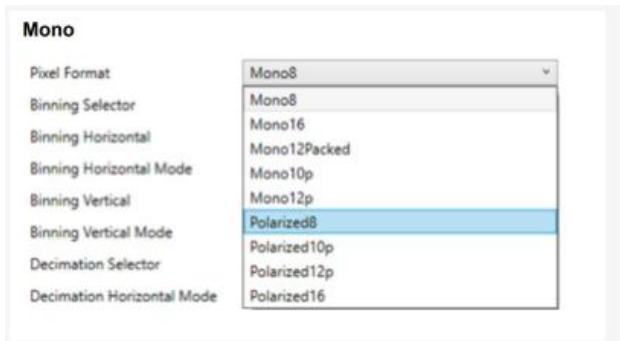 Mono
Pixel Format Mono8
Binning Selector Mono8
Mono16
Binning Horizontal Mono12Packed
Binning Horizontal Mode Mono10p
Binning Vertical Mono12p
Binning Vertical Mode Polarized8
Polarized10p
Decimation Selector Polarized12p
Decimation Horizontal Mode Polarized16